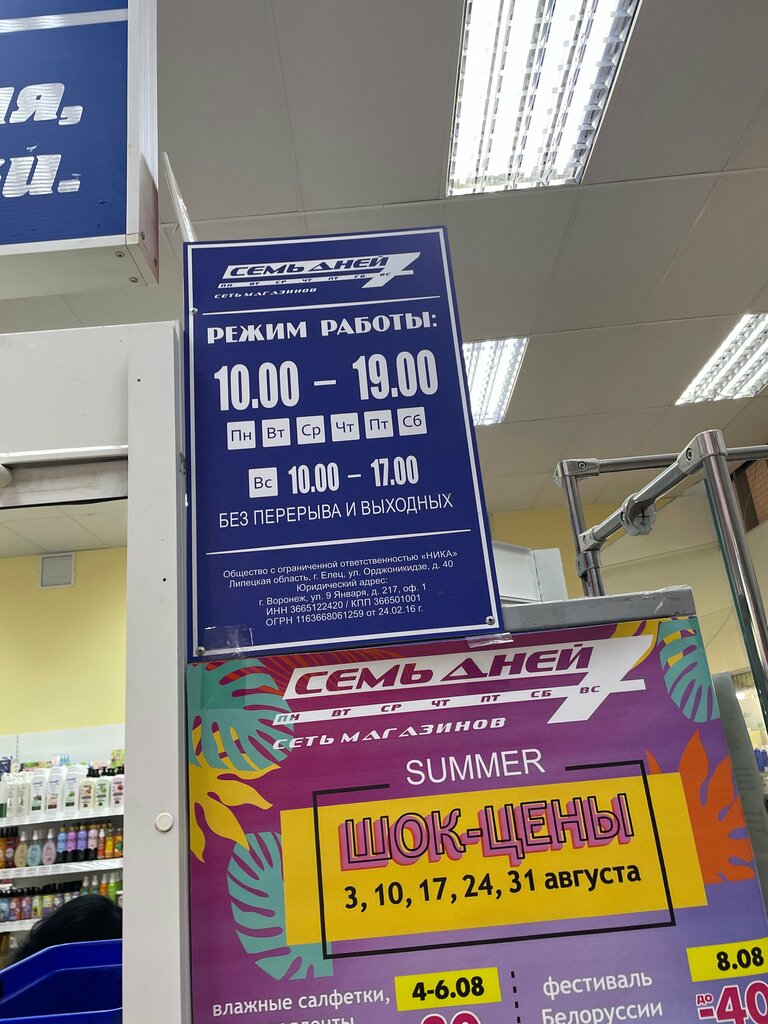 СЕМЬ ДНЕЙ 7
ПН ВТ СР ЧТ ПТ СБ ВС
СЕТЬ МАГАЗИНОВ
РЕЖИМ РАБОТЫ:
10.00 – 19.00
Пн Вт Ср Чт Пт Сб
Вс 10.00 – 17.00
БЕЗ ПЕРЕРЫВА И ВЫХОДНЫХ
Общество с ограниченной ответственностью «НИКА»
Липецкая область, г. Елец, ул. Орджоникидзе, д. 40
Юридический адрес:
г. Воронеж, ул. 9 Января, д. 217, оф. 1
ИНН 3665122420 / КПП 366501001
ОГРН 1163668061259 от 24.02.16 г.
СЕМЬ ДНЕЙ 7
ПН ВТ СР ЧТ ПТ СБ ВС
СЕТЬ МАГАЗИНОВ
SUMMER
ШОК-ЦЕНЫ
3, 10, 17, 24, 31 августа
влажные салфетки, 4-6.08
фестиваль 8.08
Белоруссии до -40